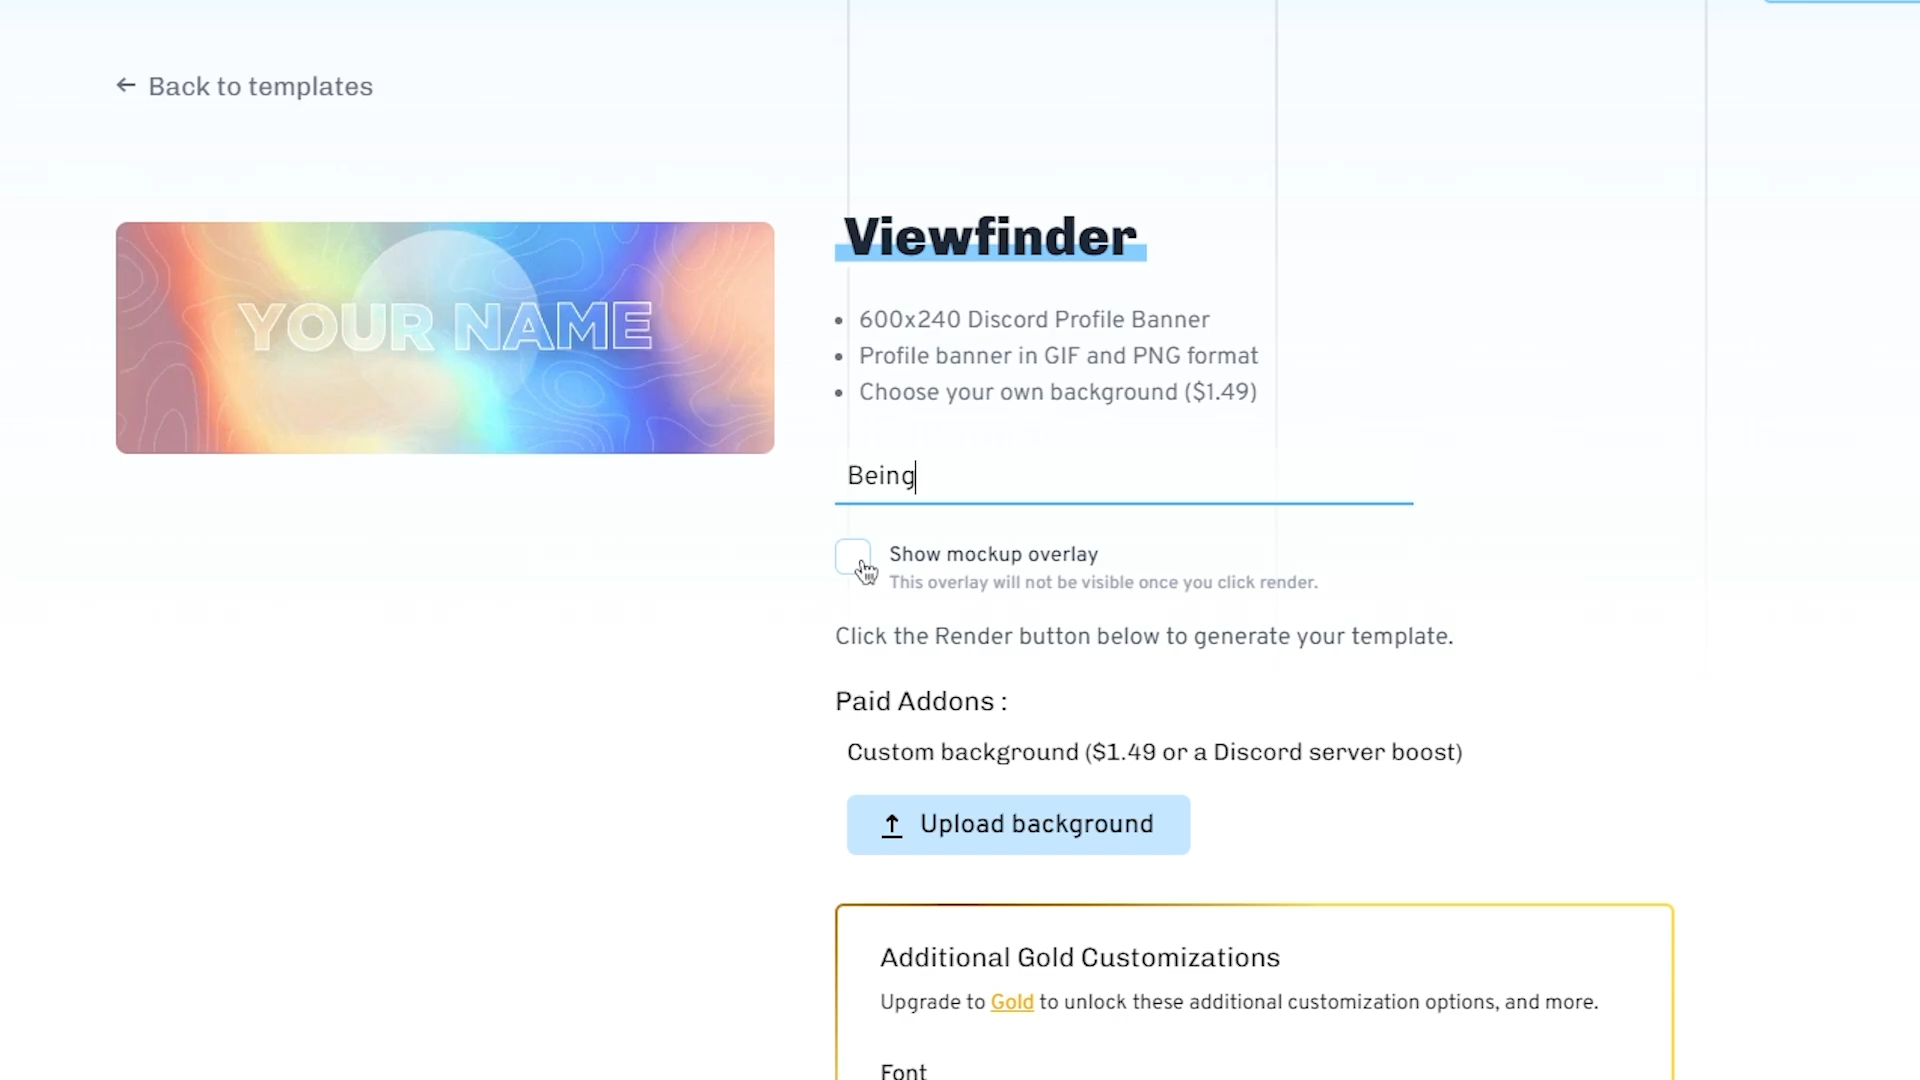 ← Back to templates
YOUR NAME
Viewfinder
• 600x240 Discord Profile Banner
• Profile banner in GIF and PNG format
• Choose your own background ($1.49)
Being
Show mockup overlay
This overlay will not be visible once you click render.
Click the Render button below to generate your template.
Paid Addons :
Custom background ($1.49 or a Discord server boost)
Upload background
Additional Gold Customizations
Upgrade to Gold to unlock these additional customization options, and more.
Font